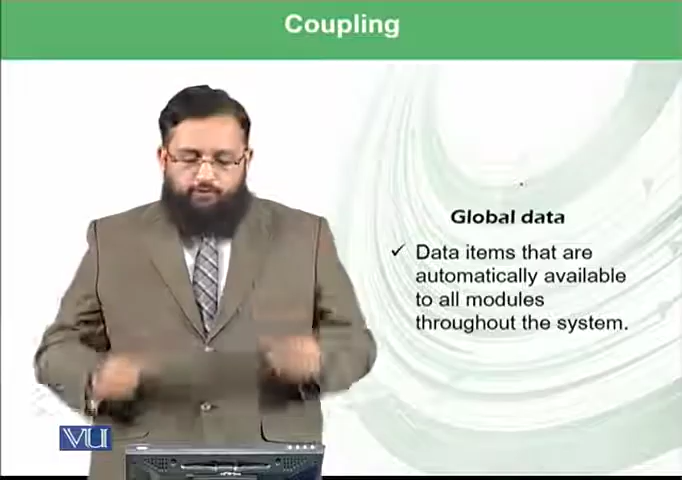 Coupling
Global data
✓ Data items that are
automatically available
to all modules
throughout the system.
VU